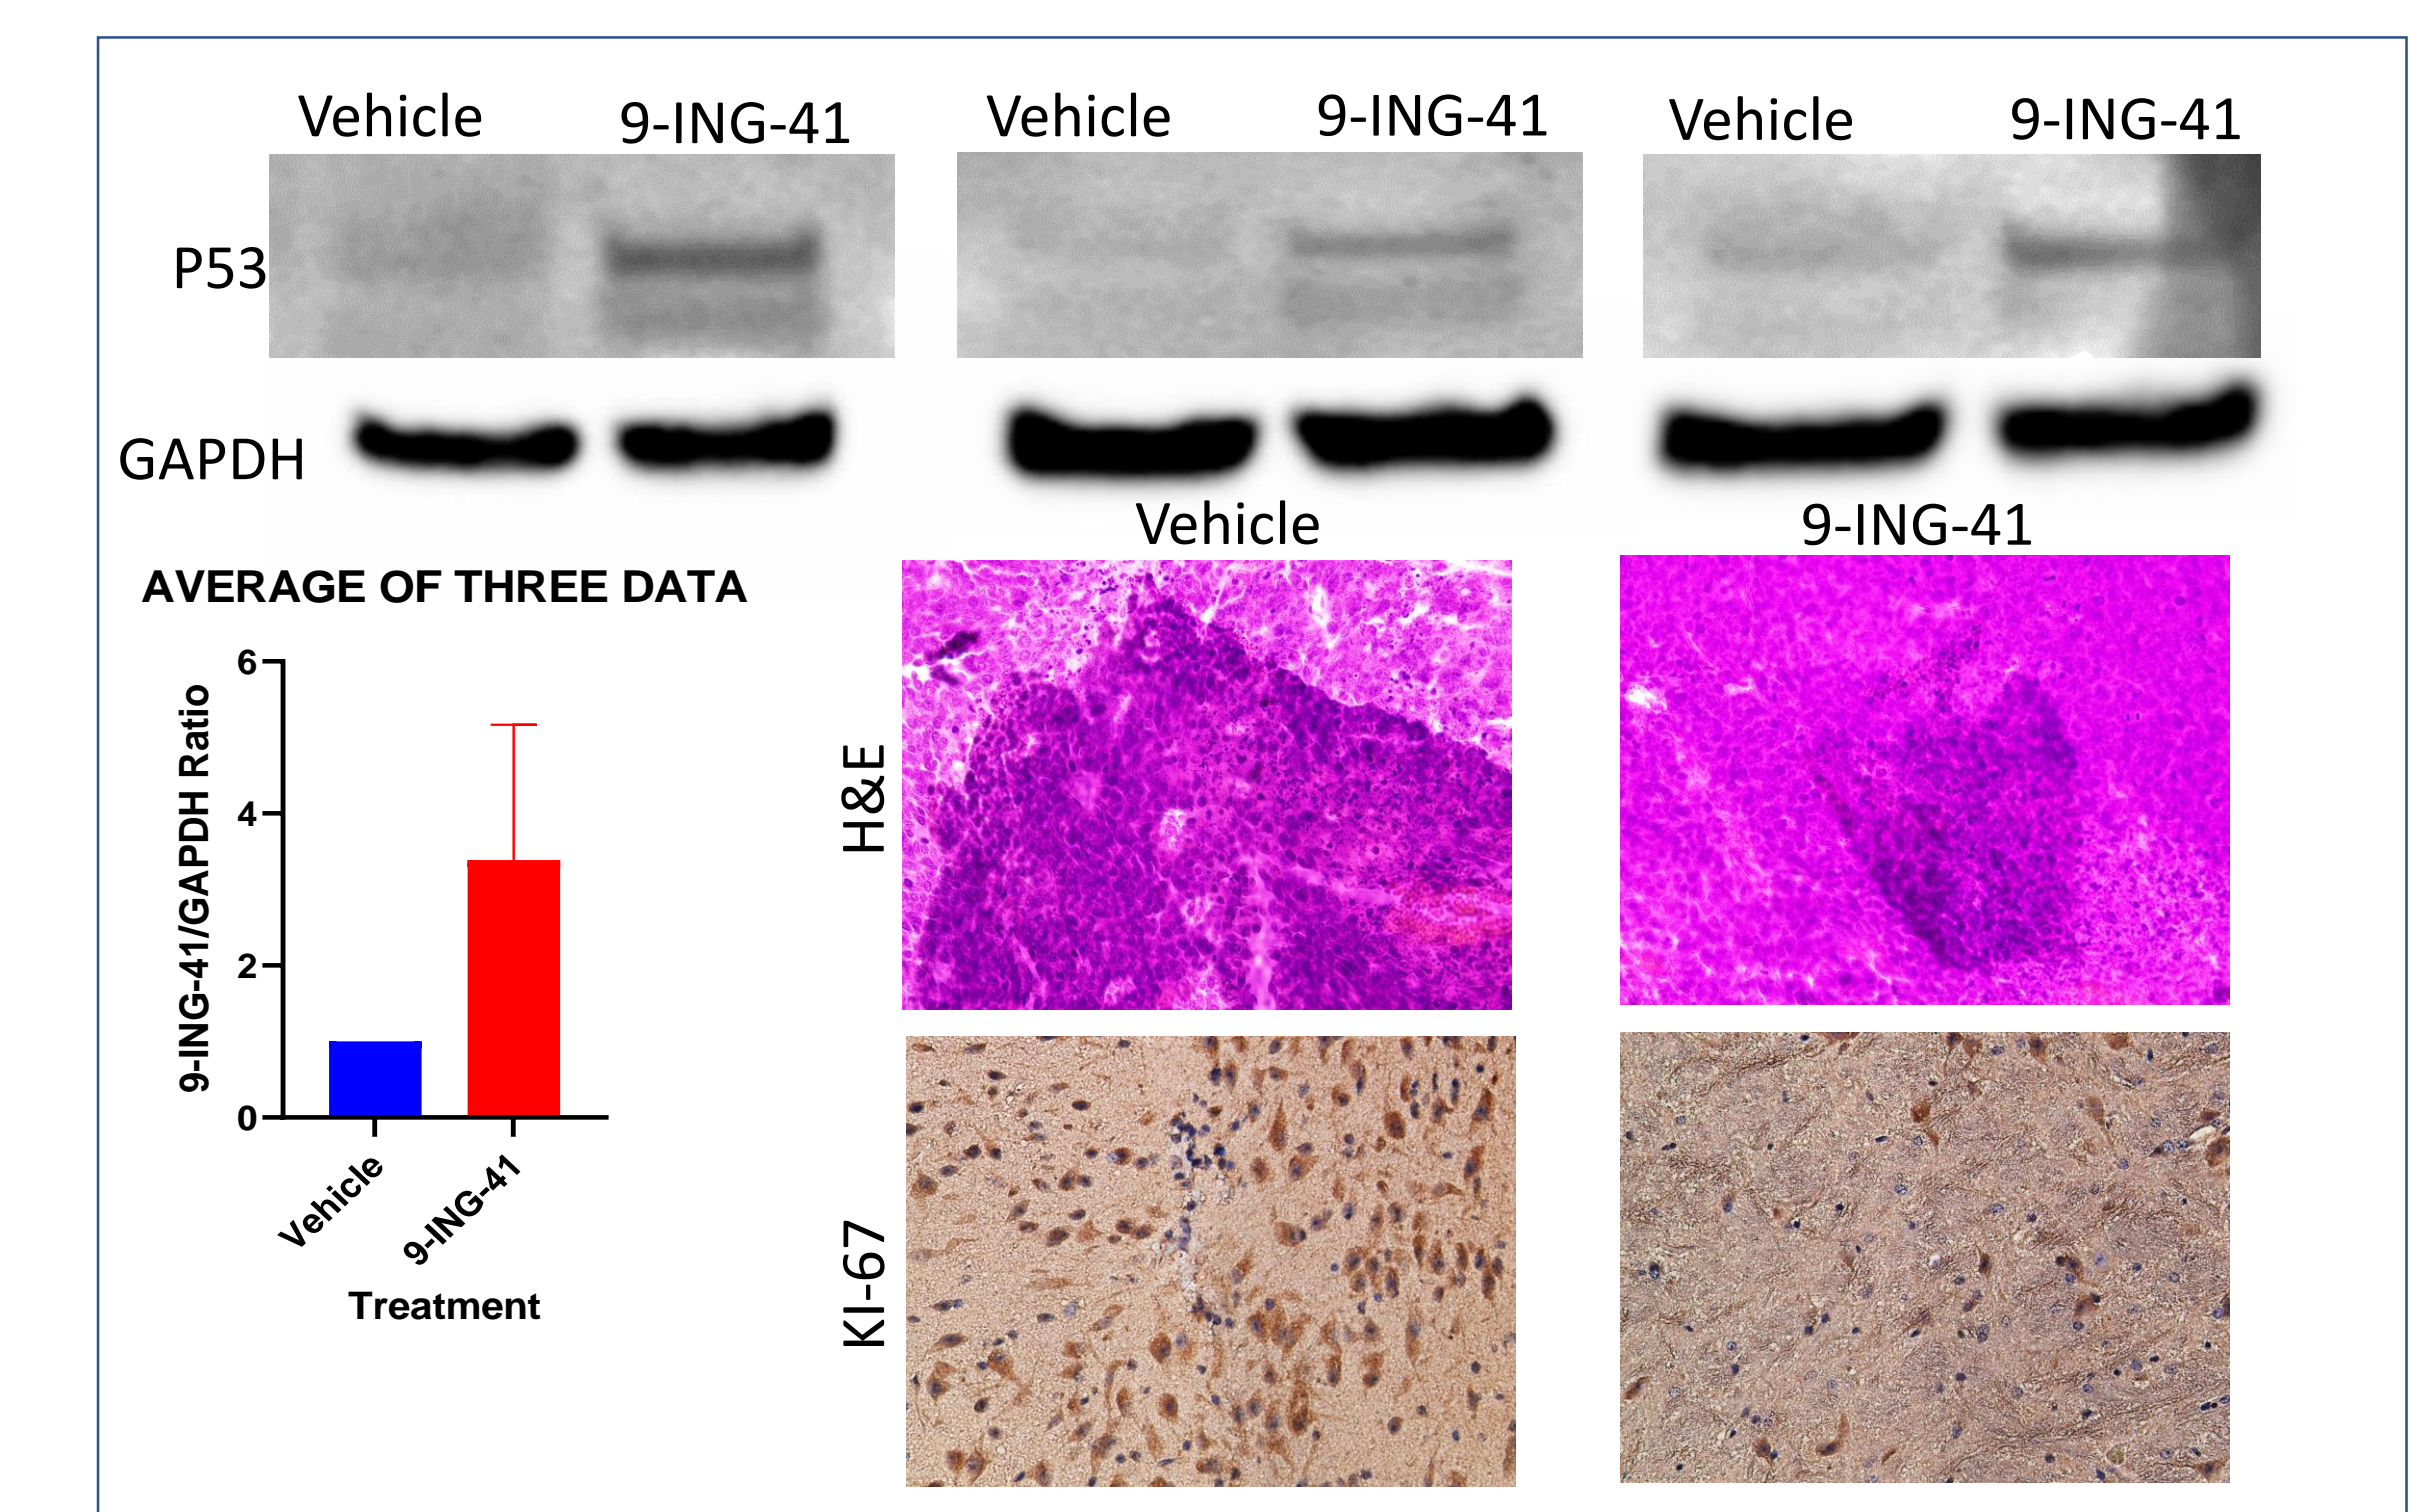 Vehicle 9-ING-41 Vehicle 9-ING-41 Vehicle 9-ING-41
P53
GAPDH
Vehicle 9-ING-41
AVERAGE OF THREE DATA
9-ING-41/GAPDH Ratio
6
4
2
0
Vehicle 9-ING-41
Treatment
H&E
KI-67